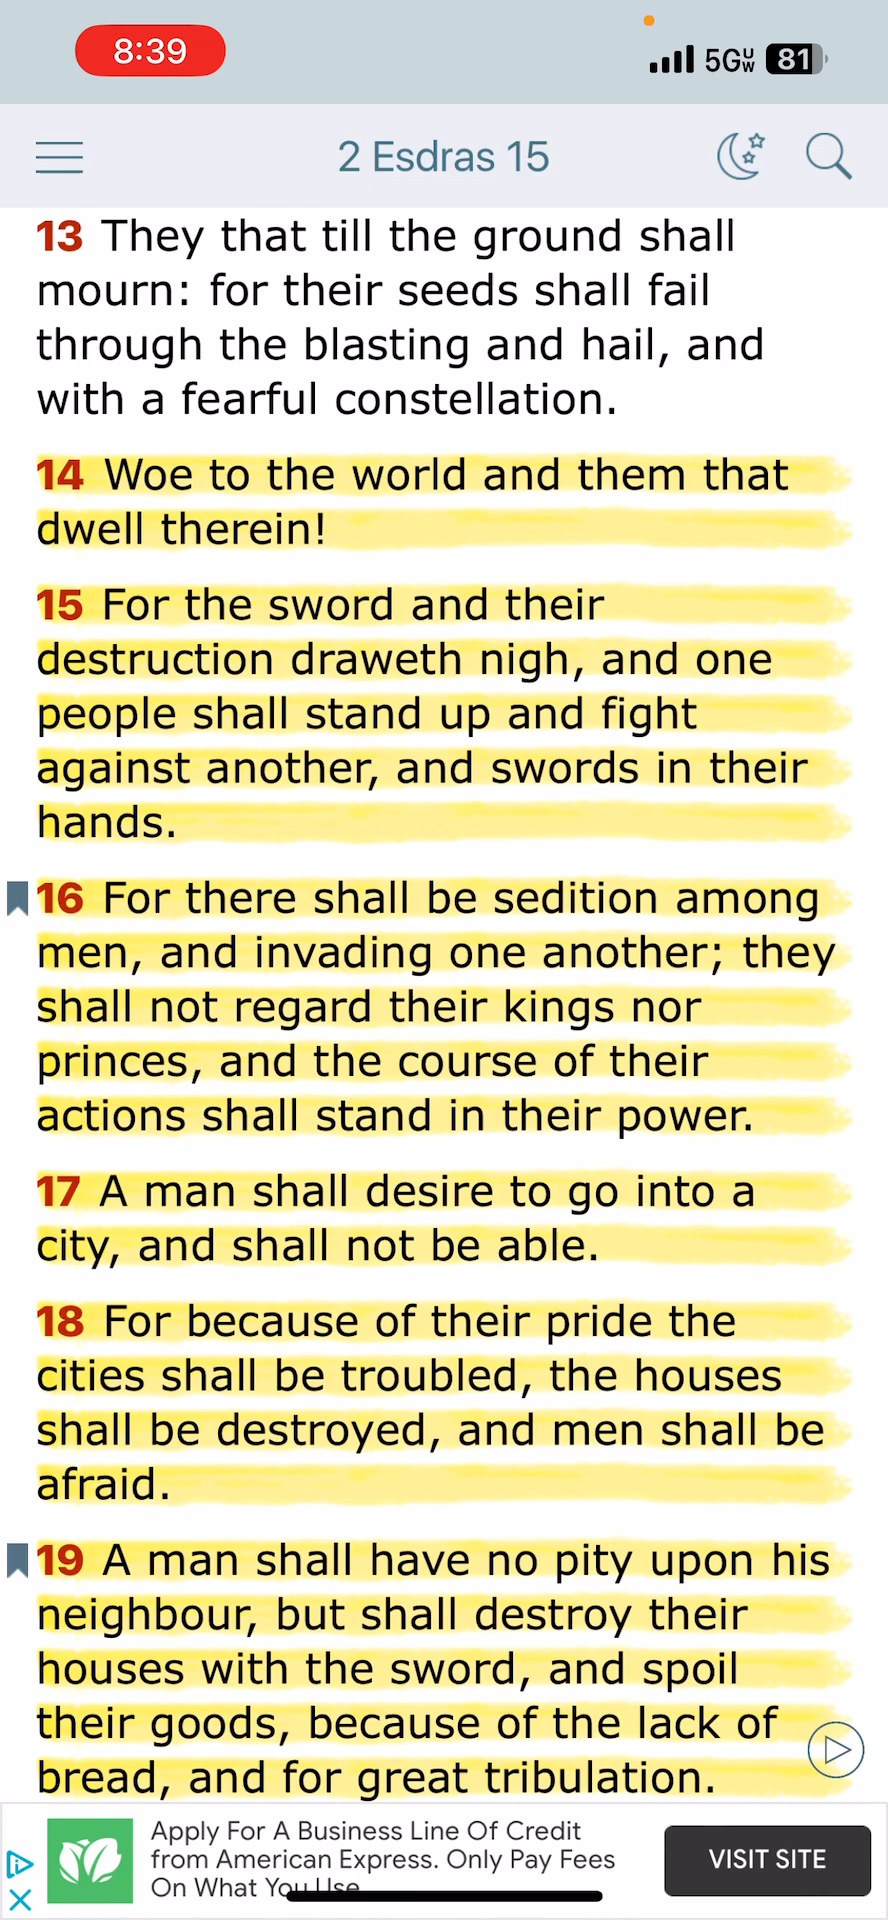 8:39
5G UW 81
2 Esdras 15
13 They that till the ground shall
mourn: for their seeds shall fail
through the blasting and hail, and
with a fearful constellation.
14 Woe to the world and them that
dwell therein!
15 For the sword and their
destruction draweth nigh, and one
people shall stand up and fight
against another, and swords in their
hands.
16 For there shall be sedition among
men, and invading one another; they
shall not regard their kings nor
princes, and the course of their
actions shall stand in their power.
17 A man shall desire to go into a
city, and shall not be able.
18 For because of their pride the
cities shall be troubled, the houses
shall be destroyed, and men shall be
afraid.
19 A man shall have no pity upon his
neighbour, but shall destroy their
houses with the sword, and spoil
their goods, because of the lack of
bread, and for great tribulation.
Apply For A Business Line Of Credit
from American Express. Only Pay Fees
On What You Use
VISIT SITE